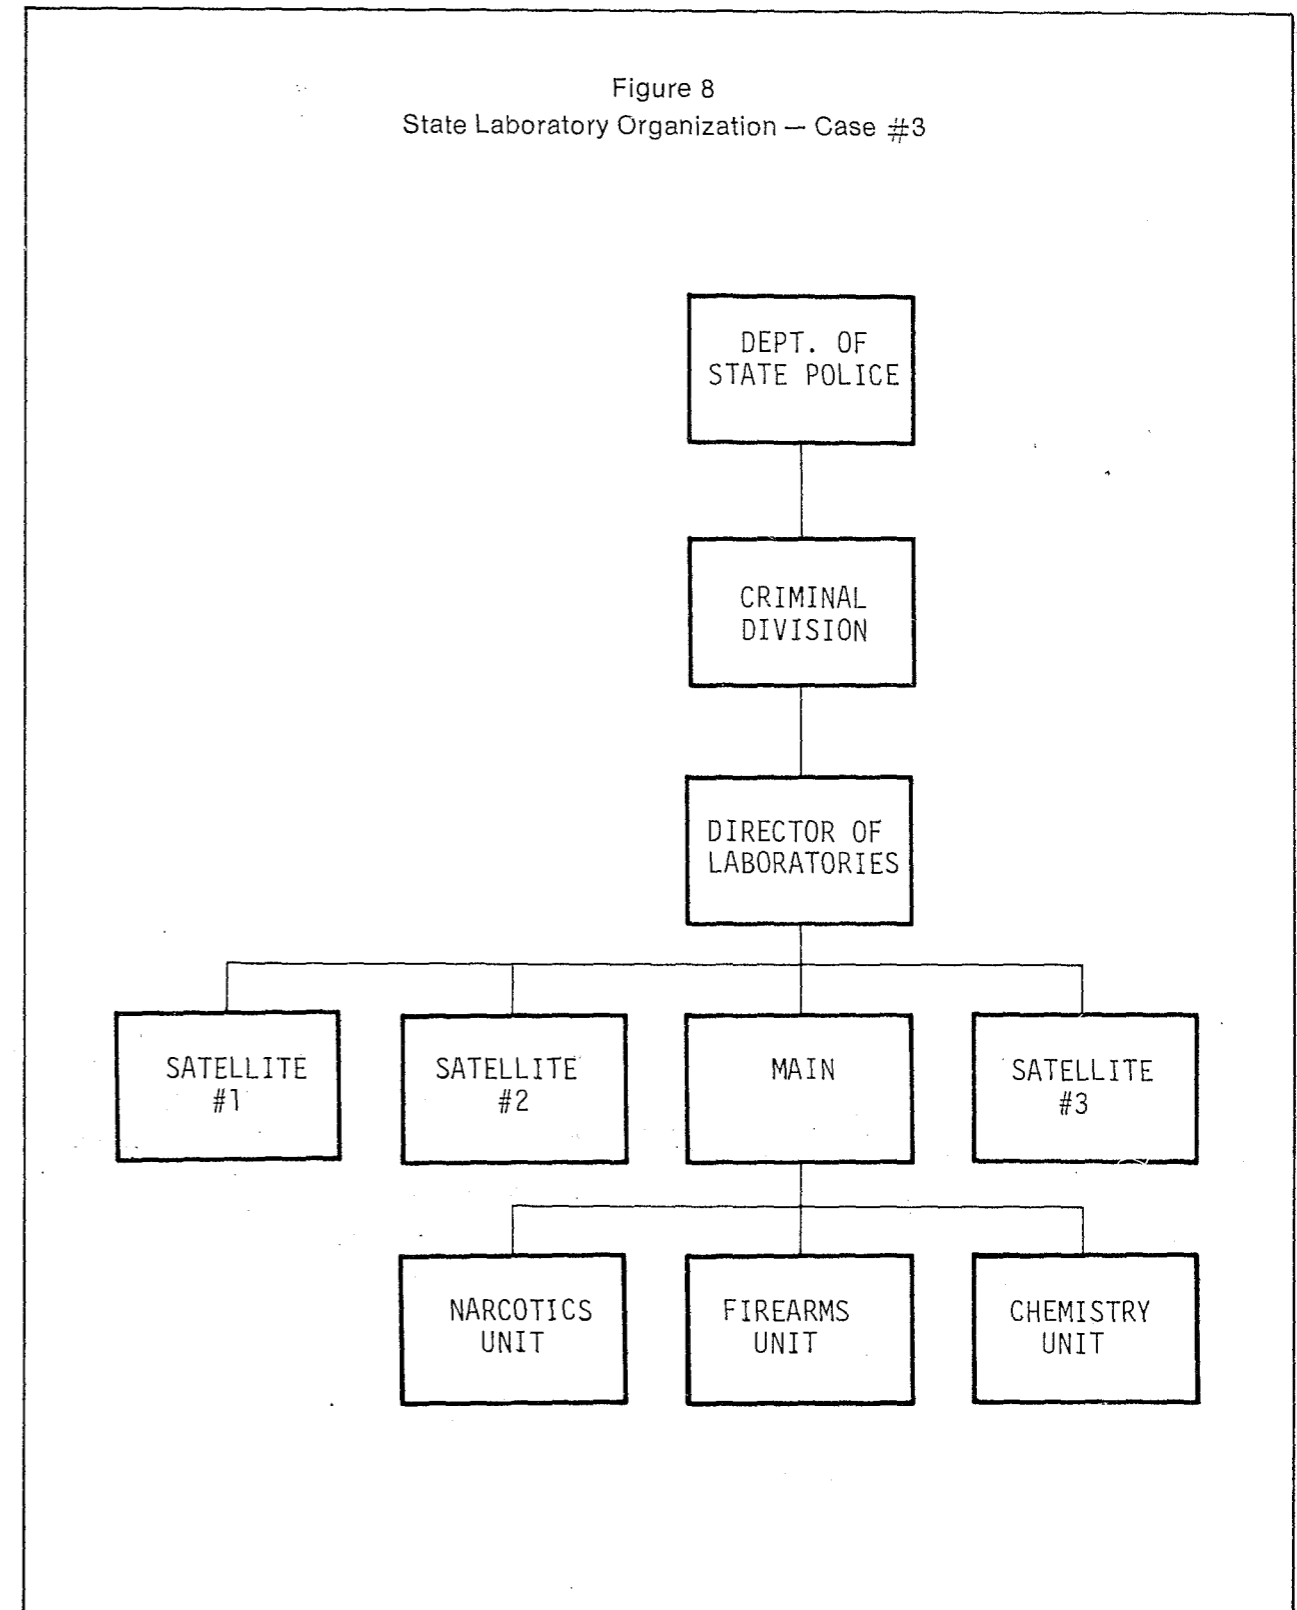 Figure 8
State Laboratory Organization — Case #3
DEPT. OF
STATE POLICE
CRIMINAL
DIVISION
DIRECTOR OF
LABORATORIES
SATELLITE
#1
SATELLITE
#2
MAIN
SATELLITE
#3
NARCOTICS
UNIT
FIREARMS
UNIT
CHEMISTRY
UNIT